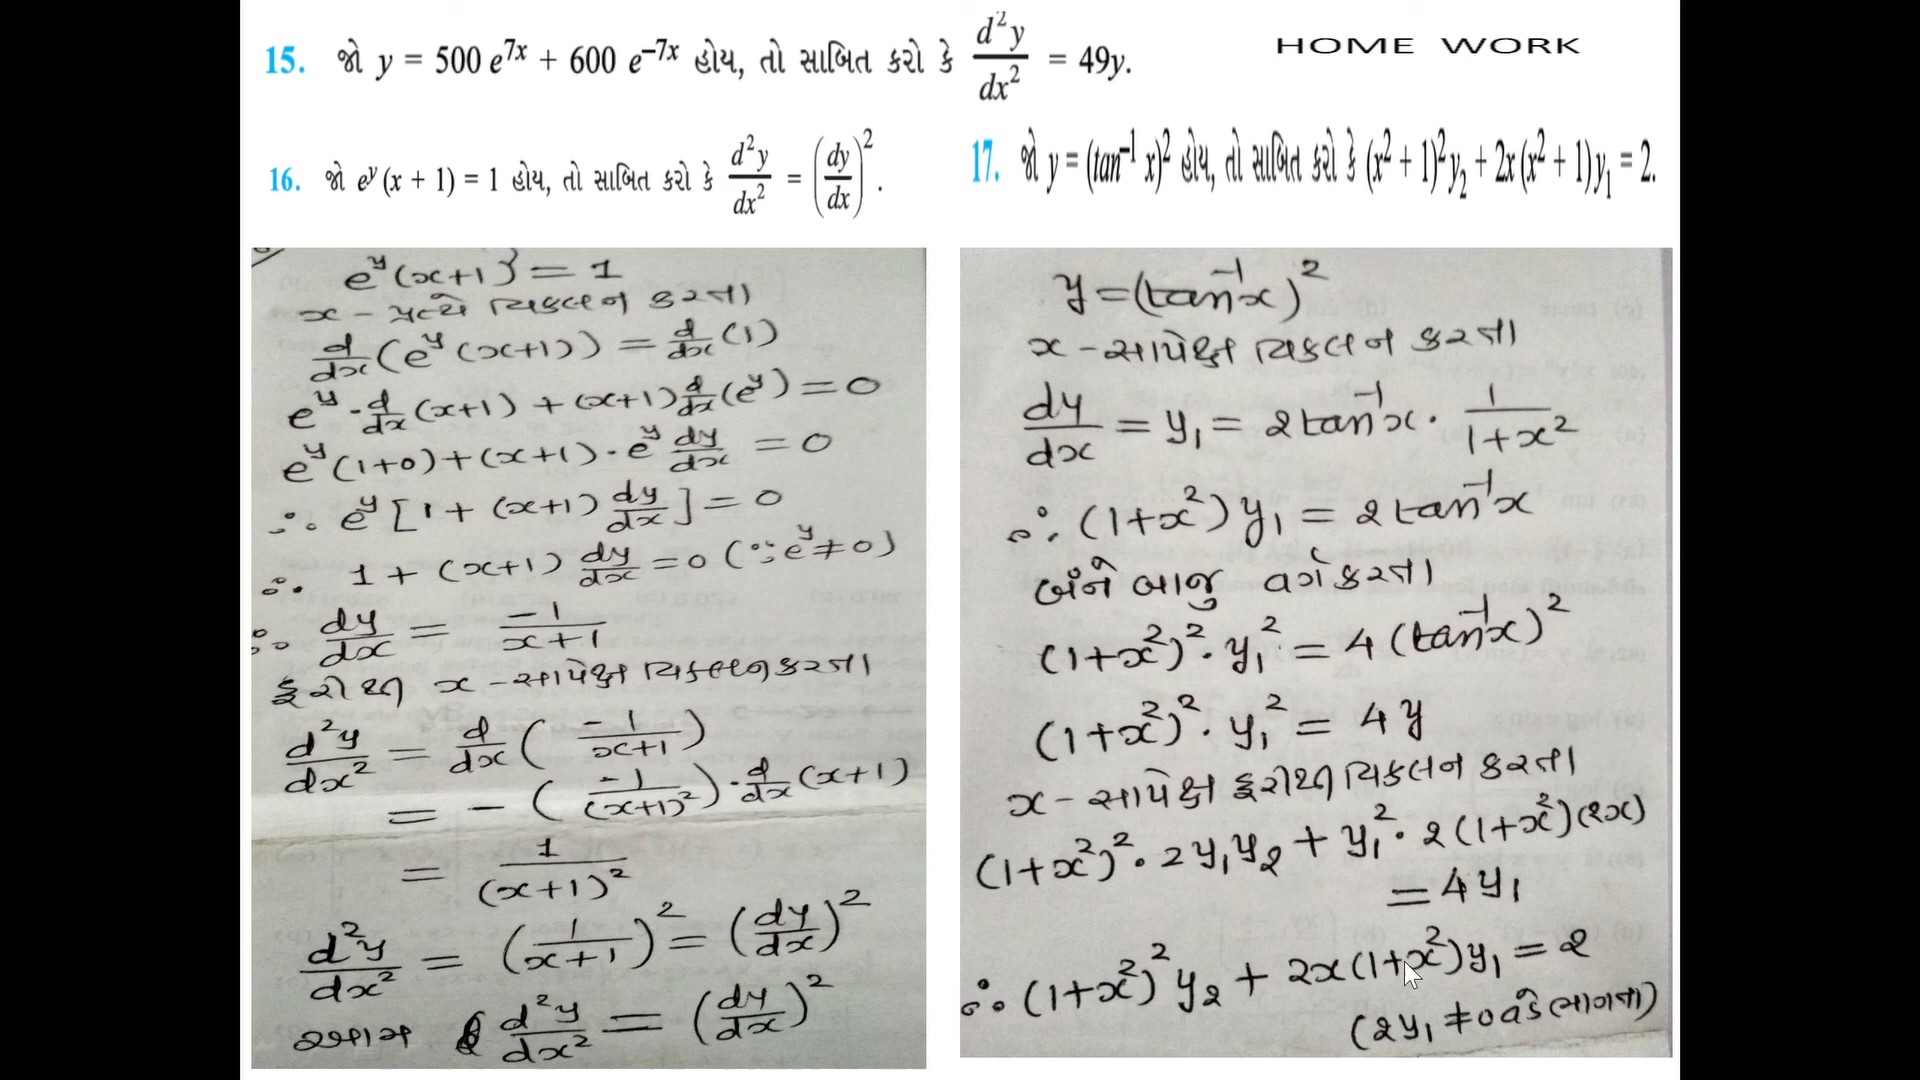 15. જો y = 500 e^{7x} + 600 e^{-7x} હોય, તો સાબિત કરો કે d²y/dx² = 49y.
HOME WORK
16. જો e^y (x + 1) = 1 હોય, તો સાબિત કરો કે d²y/dx² = (dy/dx)².
17. જો y = (tan⁻¹ x)² હોય, તો સાબિત કરો કે (x² + 1)² y₂ + 2x (x² + 1) y₁ = 2.
e^y (x+1) = 1
x - પ્રત્યે વિકલન કરતા
d/dx (e^y (x+1)) = d/dx (1)
e^y · d/dx (x+1) + (x+1) d/dx (e^y) = 0
e^y (1+0) + (x+1) · e^y dy/dx = 0
∴ e^y [1 + (x+1) dy/dx] = 0
∴ 1 + (x+1) dy/dx = 0 (∵ e^y ≠ 0)
∴ dy/dx = -1/(x+1)
ફરીથી x - સાપેક્ષ વિકલન કરતા
d²y/dx² = d/dx (-1/(x+1))
= - (-1/(x+1)²) · d/dx (x+1)
= 1/(x+1)²
d²y/dx² = (1/(x+1))² = (dy/dx)²
આમ d²y/dx² = (dy/dx)²
y = (tan⁻¹x)²
x - સાપેક્ષ વિકલન કરતા
dy/dx = y₁ = 2 tan⁻¹x · 1/(1+x²)
∴ (1+x²) y₁ = 2 tan⁻¹x
બંને બાજુ વર્ગ કરતા
(1+x²)² · y₁² = 4 (tan⁻¹x)²
(1+x²)² · y₁² = 4y
x - સાપેક્ષ ફરીથી વિકલન કરતા
(1+x²)² · 2y₁y₂ + y₁² · 2(1+x²)(2x)
= 4y₁
∴ (1+x²)² y₂ + 2x(1+x²)y₁ = 2
(2y₁ ≠ 0 વડે ભાગતા)